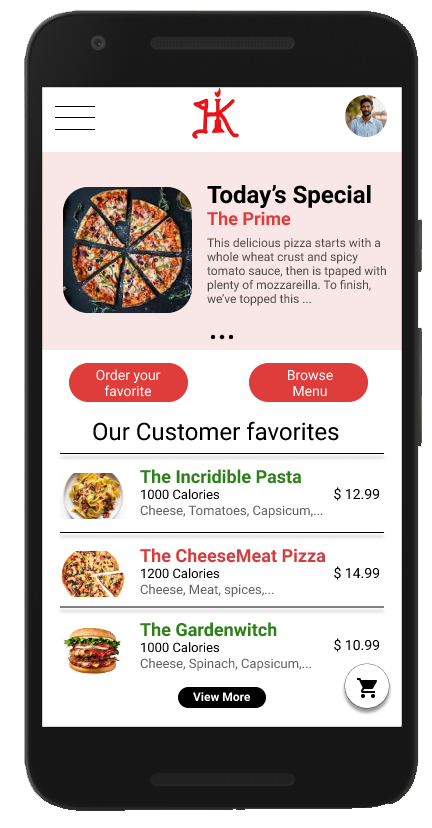 HK
Today's Special
The Prime
This delicious pizza starts with a
whole wheat crust and spicy
tomato sauce, then is tpaped with
plenty of mozzareilla. To finish,
we've topped this ...
Order your
favorite
Browse
Menu
Our Customer favorites
The Incridible Pasta
1000 Calories
$ 12.99
Cheese, Tomatoes, Capsicum,...
The CheeseMeat Pizza
1200 Calories
$ 14.99
Cheese, Meat, spices,...
The Gardenwitch
1000 Calories
$ 10.99
Cheese, Spinach, Capsicum,...
View More